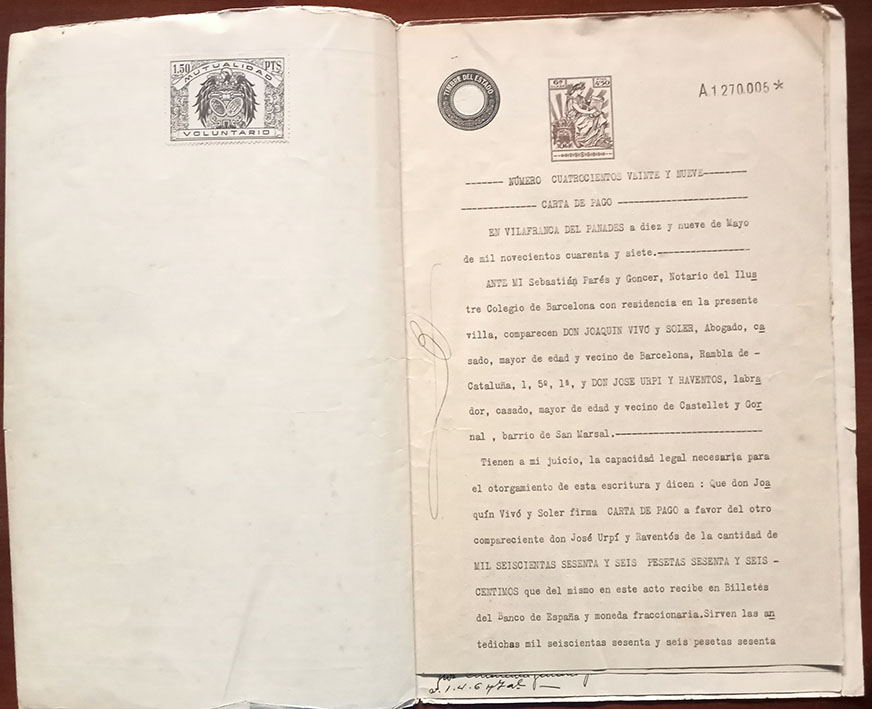 1.50 PTS
MUTUALIDAD
VOLUNTARIO
TIMBRE DEL ESTADO
6ª 4'50
A1270.005*
------- NÚMERO CUATROCIENTOS VEINTE Y NUEVE--------
-------------- CARTA DE PAGO ------------------------
EN VILAFRANCA DEL PANADES a diez y nueve de Mayo
de mil novecientos cuarenta y siete.-----------------
ANTE MI Sebastián Parés y Goncer, Notario del Ilus
tre Colegio de Barcelona con residencia en la presente
villa, comparecen DON JOAQUIN VIVÓ y SOLER, Abogado, ca
sado, mayor de edad y vecino de Barcelona, Rambla de -
Cataluña, 1, 5º, 1ª, y DON JOSE URPI Y RAVENTOS, labra
dor, casado, mayor de edad y vecino de Castellet y Gor
nal , barrio de San Marsal.---------------------------
Tienen a mi juicio, la capacidad legal necesaria para
el otorgamiento de esta escritura y dicen : Que don Joa
quín Vivó y Soler firma CARTA DE PAGO a favor del otro
compareciente don José Urpí y Raventós de la cantidad de
MIL SEISCIENTAS SESENTA Y SEIS PESETAS SESENTA Y SEIS -
CENTIMOS que del mismo en este acto recibe en Billetes
del Banco de España y moneda fraccionaria.Sirven las an
tedichas mil seiscientas sesenta y seis pesetas sesenta